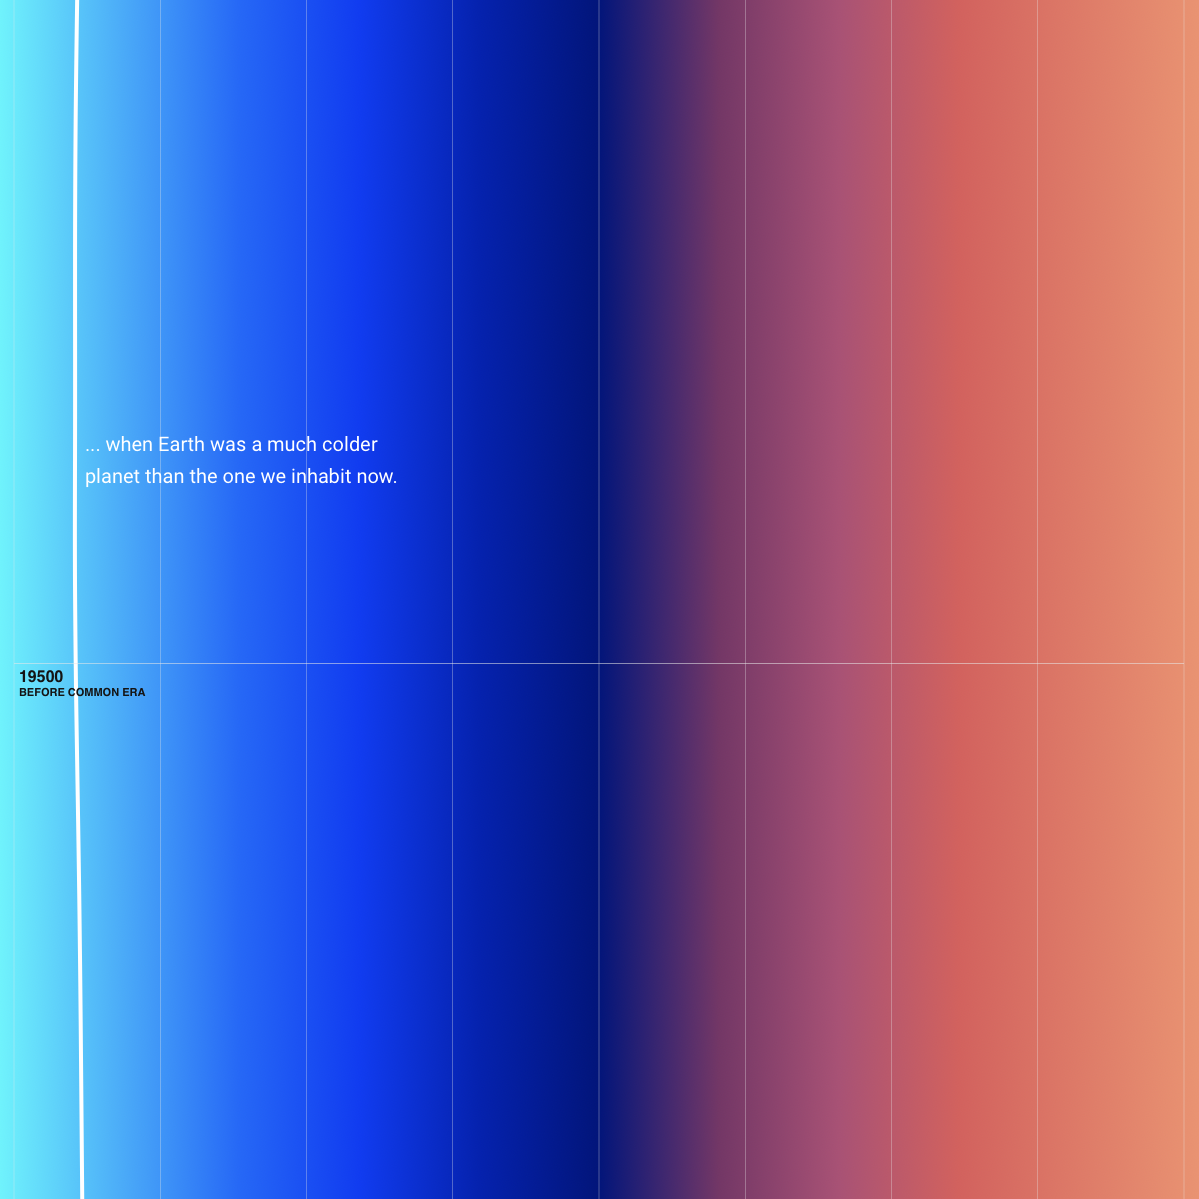 ... when Earth was a much colder
planet than the one we inhabit now.
19500
BEFORE COMMON ERA